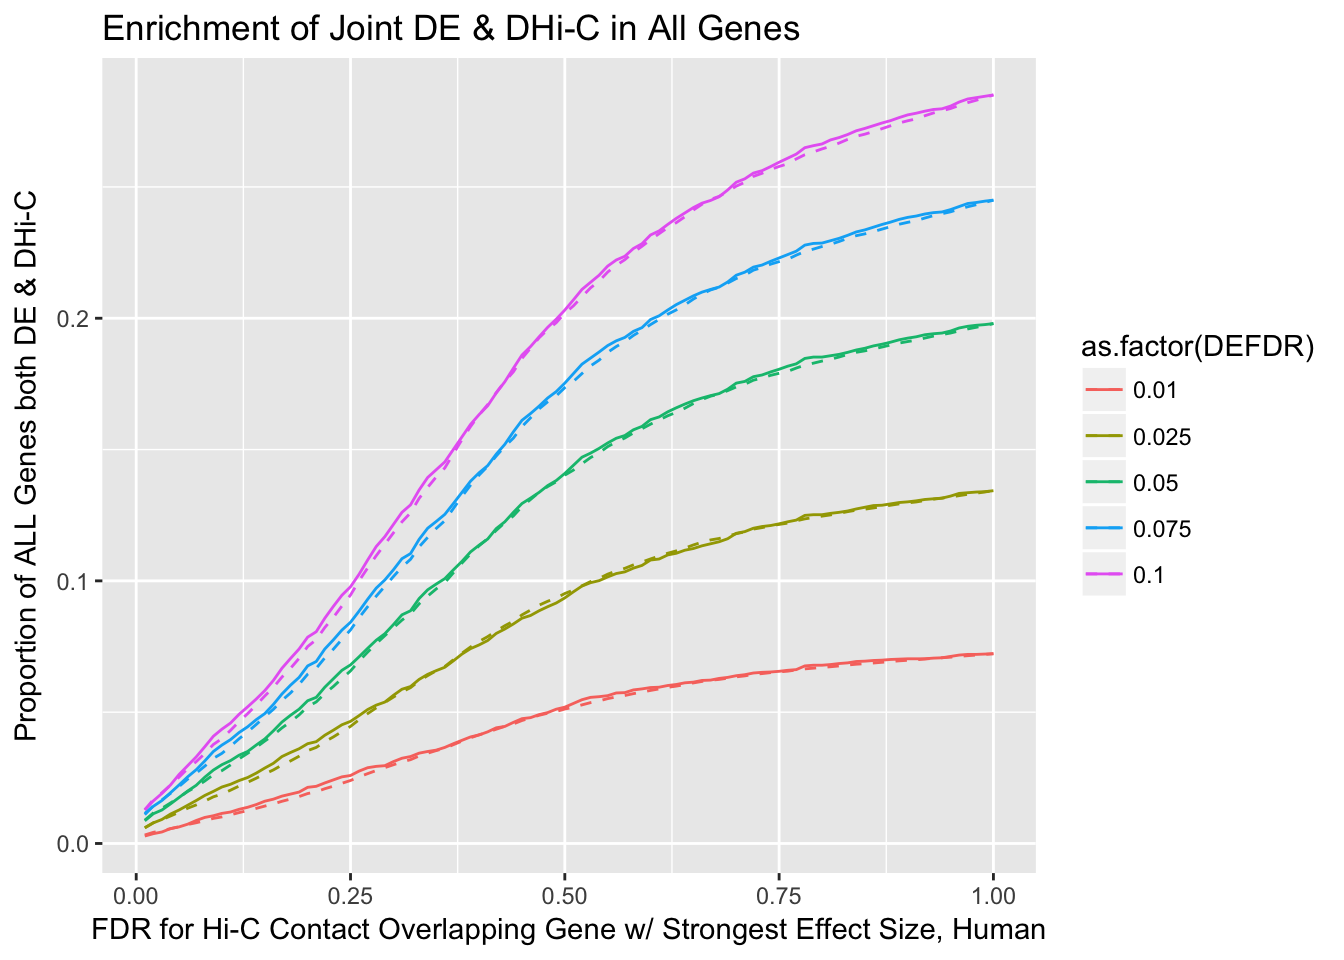 Enrichment of Joint DE & DHi-C in All Genes
Proportion of ALL Genes both DE & DHi-C
0.2
0.1
0.0
0.00 0.25 0.50 0.75 1.00
FDR for Hi-C Contact Overlapping Gene w/ Strongest Effect Size, Human
as.factor(DEFDR)
0.01
0.025
0.05
0.075
0.1